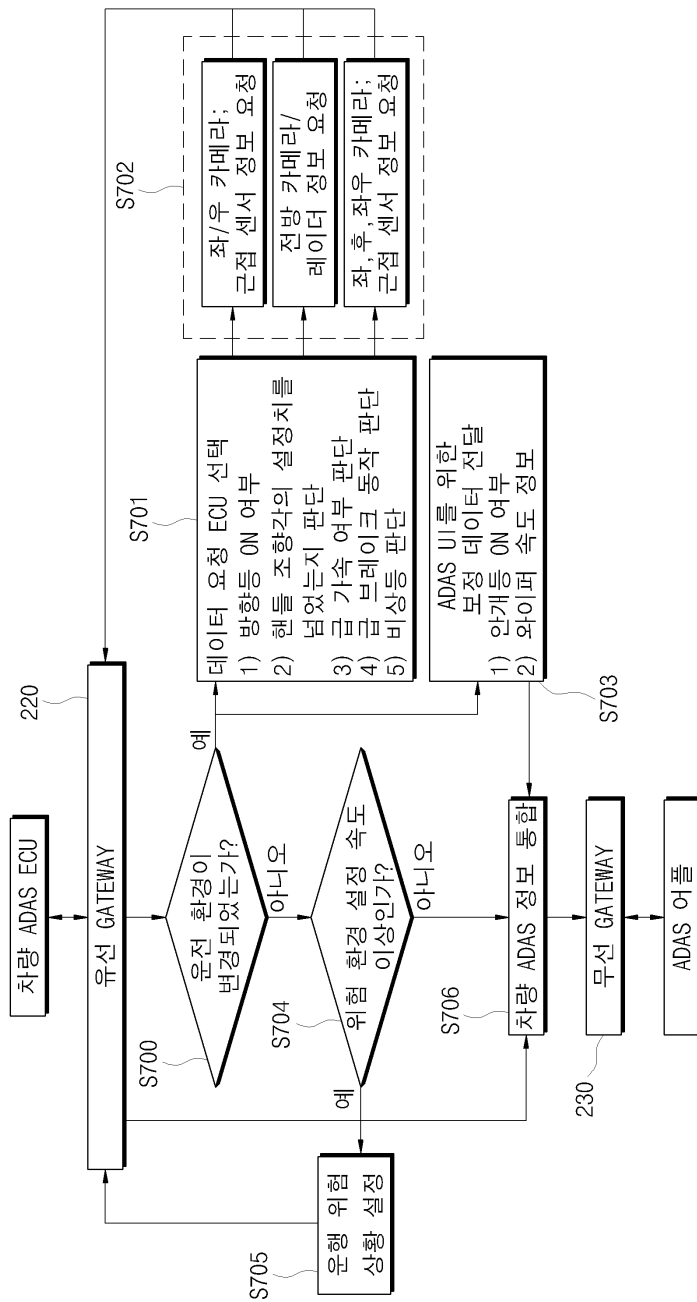 차량 ADAS ECU
220
유선 GATEWAY
S700
운전 환경이
변경되었는가?
예
아니오
S701
데이터 요청 ECU 선택
1) 방향등 ON 여부
2) 핸들 조향각의 설정치를
넘었는지 판단
3) 급 가속 여부 판단
4) 급 브레이크 동작 판단
5) 비상등 판단
S702
좌/우 카메라;
근접 센서 정보 요청
전방 카메라/
레이더 정보 요청
좌,후,좌우 카메라;
근접 센서 정보 요청
S704
위험 환경 설정 속도
이상인가?
예
아니오
S705
운행 위험
상황 설정
ADAS UI를 위한
보정 데이터 전달
1) 안개등 ON 여부
2) 와이퍼 속도 정보
S703
S706
차량 ADAS 정보 통합
230
무선 GATEWAY
ADAS 어플